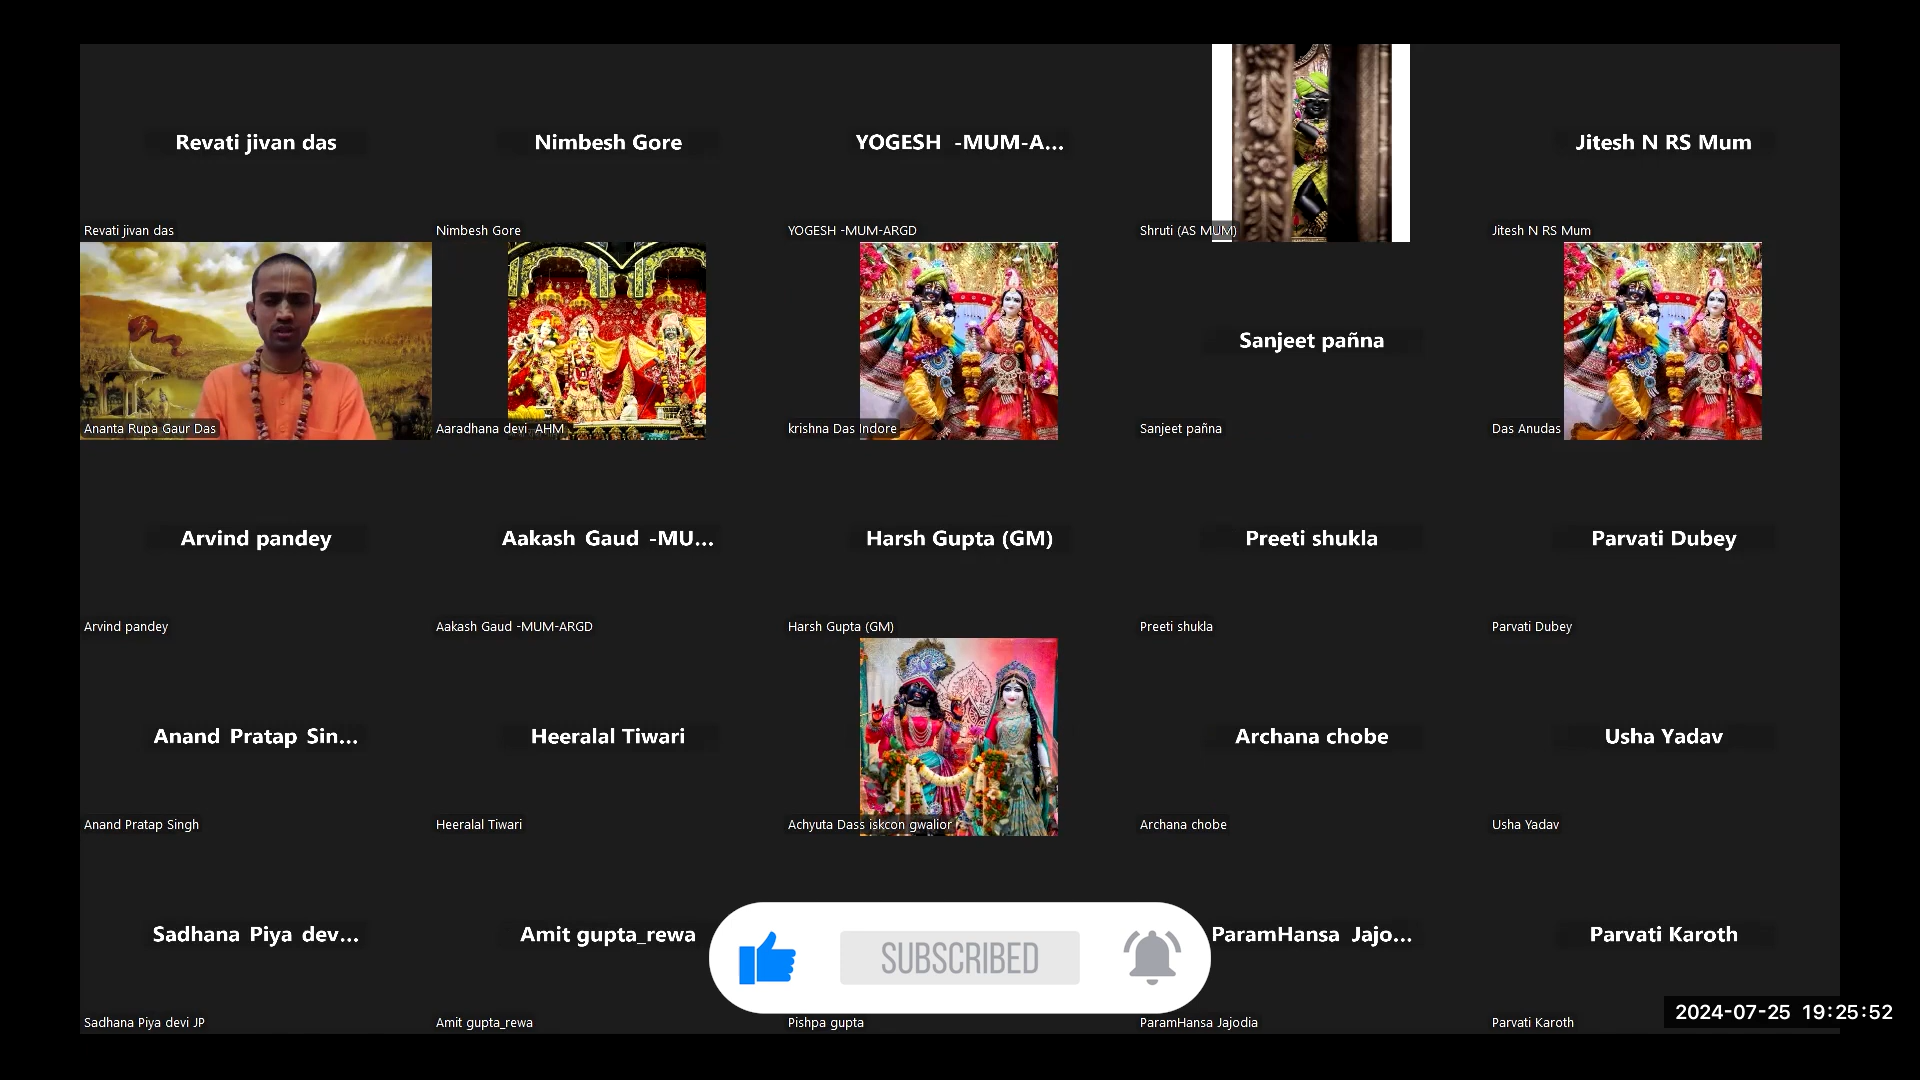 Revati jivan das
Nimbesh Gore
YOGESH -MUM-A...
Jitesh N RS Mum
Revati jivan das
Nimbesh Gore
YOGESH -MUM-ARGD
Shruti (AS MUM)
Jitesh N RS Mum
Sanjeet pañna
Ananta Rupa Gaur Das
Aaradhana devi AHM
krishna Das Indore
Sanjeet pañna
Das Anudas
Arvind pandey
Aakash Gaud -MU...
Harsh Gupta (GM)
Preeti shukla
Parvati Dubey
Arvind pandey
Aakash Gaud -MUM-ARGD
Harsh Gupta (GM)
Preeti shukla
Parvati Dubey
Anand Pratap Sin...
Heeralal Tiwari
Archana chobe
Usha Yadav
Anand Pratap Singh
Heeralal Tiwari
Achyuta Dass iskcon gwalior
Archana chobe
Usha Yadav
Sadhana Piya dev...
Amit gupta_rewa
SUBSCRIBED
ParamHansa Jajo...
Parvati Karoth
Sadhana Piya devi JP
Amit gupta_rewa
Pishpa gupta
ParamHansa Jajodia
Parvati Karoth
2024-07-25 19:25:52